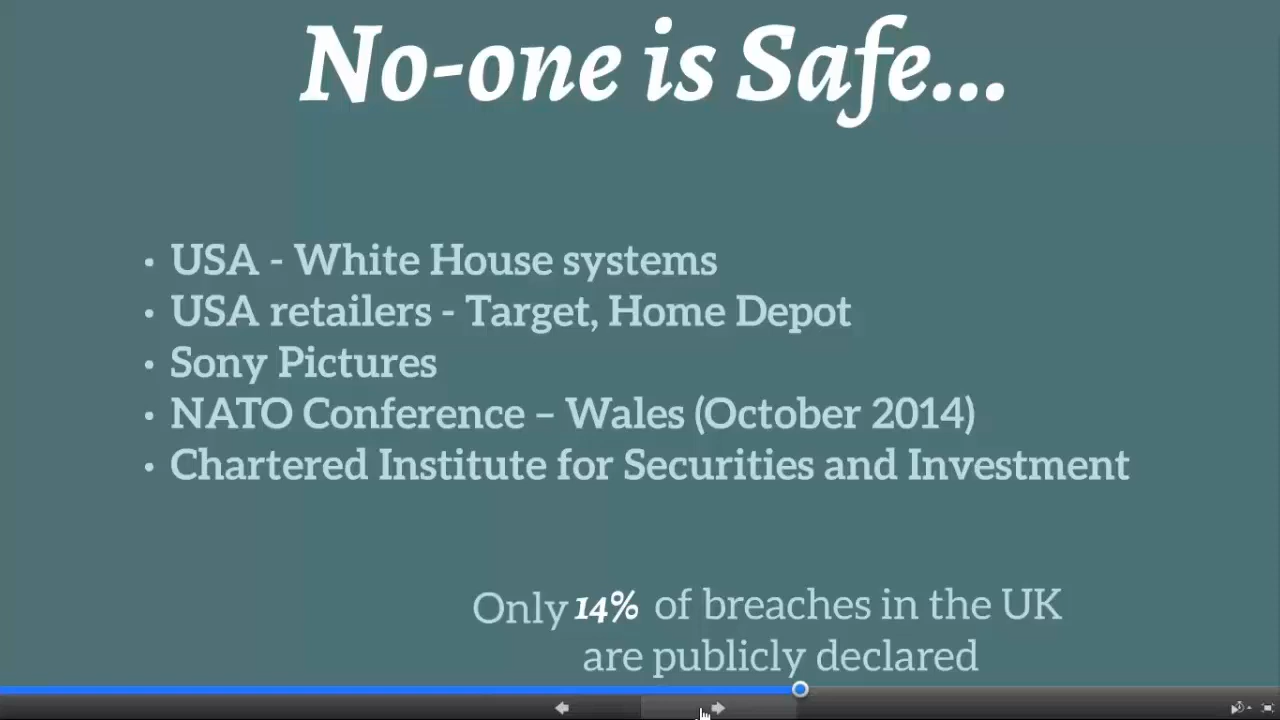 No-one is Safe...
• USA - White House systems
• USA retailers - Target, Home Depot
• Sony Pictures
• NATO Conference – Wales (October 2014)
• Chartered Institute for Securities and Investment
Only 14% of breaches in the UK
are publicly declared